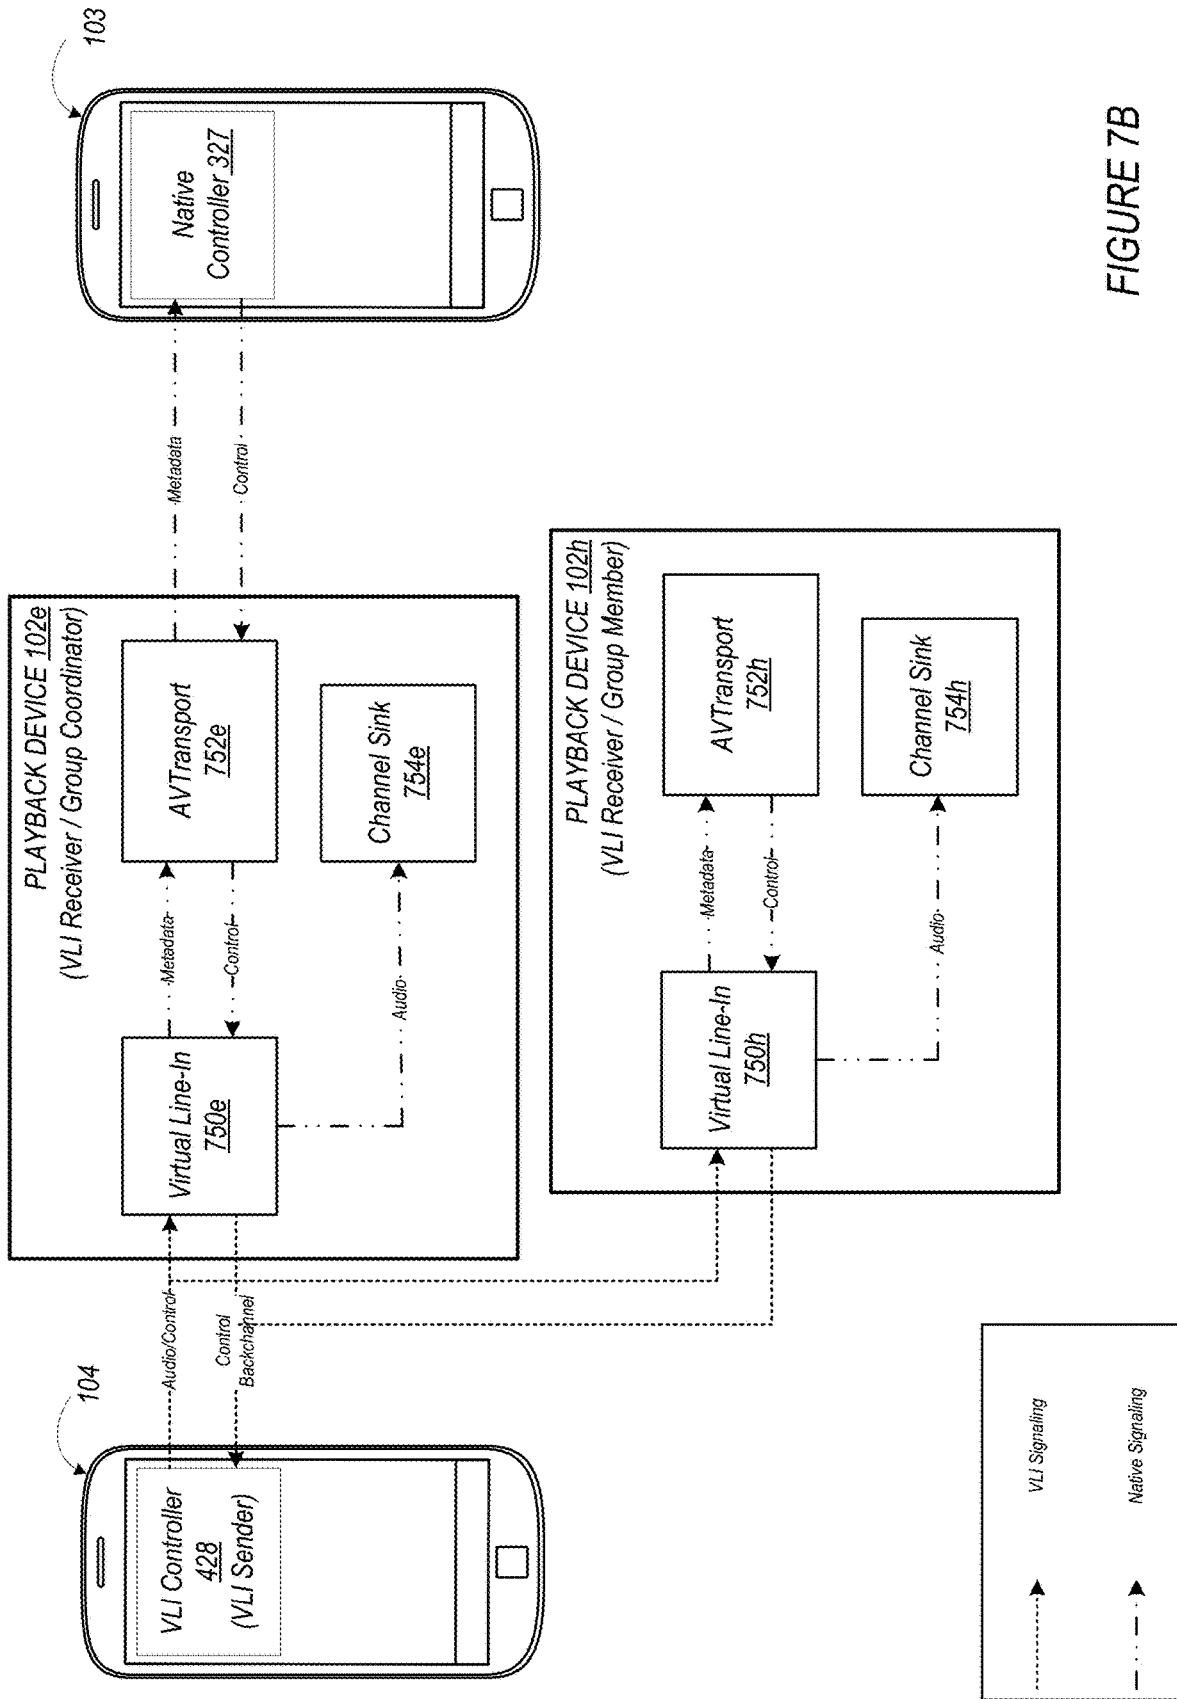 104
VLI Controller
428
(VLI Sender)
Audio/Control
Control
Backchannel
PLAYBACK DEVICE 102e
(VLI Receiver / Group Coordinator)
Virtual Line-In
750e
Metadata
Control
AVTransport
752e
Audio
Channel Sink
754e
Metadata
Control
103
Native
Controller 327
PLAYBACK DEVICE 102h
(VLI Receiver / Group Member)
Virtual Line-In
750h
Metadata
Control
AVTransport
752h
Audio
Channel Sink
754h
VLI Signaling
Native Signaling
FIGURE 7B